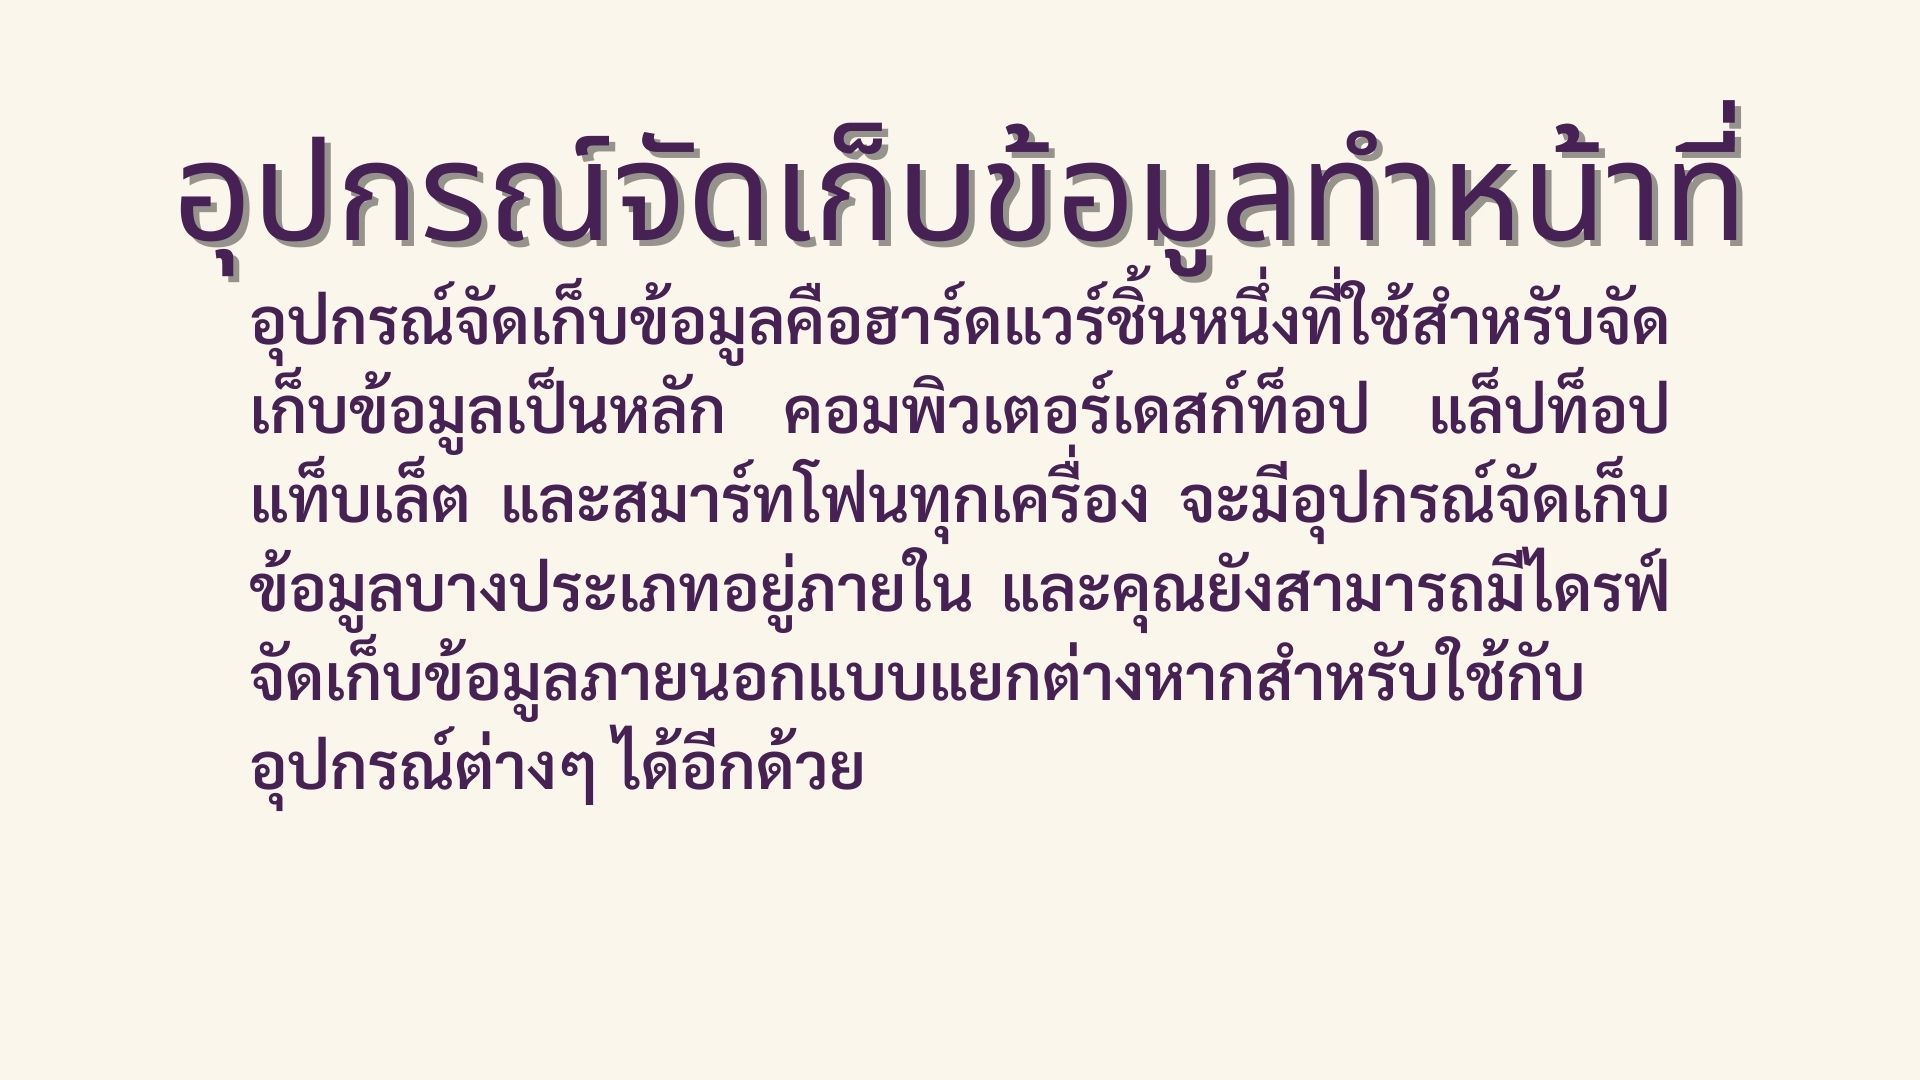 อุปกรณ์จัดเก็บข้อมูลทำหน้าที่
อุปกรณ์จัดเก็บข้อมูลคือฮาร์ดแวร์ชิ้นหนึ่งที่ใช้สำหรับจัด
เก็บข้อมูลเป็นหลัก คอมพิวเตอร์เดสก์ท็อป แล็ปท็อป
แท็บเล็ต และสมาร์ทโฟนทุกเครื่อง จะมีอุปกรณ์จัดเก็บ
ข้อมูลบางประเภทอยู่ภายใน และคุณยังสามารถมีไดรฟ์
จัดเก็บข้อมูลภายนอกแบบแยกต่างหากสำหรับใช้กับ
อุปกรณ์ต่างๆ ได้อีกด้วย